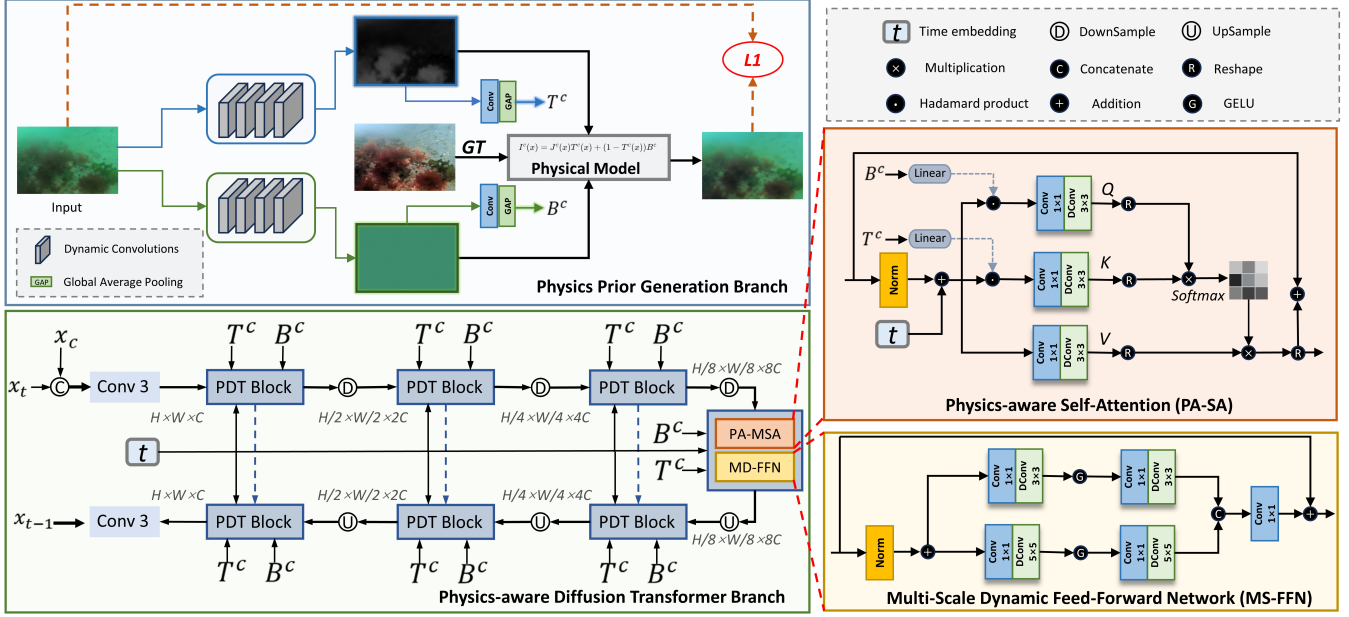 L1
Conv
GAP
T^c
Input
GT
I^c(x) = J^c(x)T^c(x) + (1 − T^c(x))B^c
Physical Model
Conv
GAP
B^c
Dynamic Convolutions
GAP
Global Average Pooling
Physics Prior Generation Branch
t
Time embedding
D
DownSample
U
UpSample
×
Multiplication
C
Concatenate
R
Reshape
·
Hadamard product
+
Addition
G
GELU
B^c
Linear
T^c
Linear
Norm
t
+
·
·
Conv 1×1
DConv 3×3
Q
R
Conv 1×1
DConv 3×3
K
R
×
Softmax
Conv 1×1
DConv 3×3
V
R
×
R
+
Physics-aware Self-Attention (PA-SA)
x_c
T^c
B^c
T^c
B^c
T^c
B^c
x_t
C
Conv 3
PDT Block
D
PDT Block
D
PDT Block
D
H/8×W/8×8C
H×W×C
H/2×W/2×2C
H/4×W/4×4C
t
B^c
PA-MSA
T^c
MD-FFN
H×W×C
H/2×W/2×2C
H/4×W/4×4C
x_{t−1}
Conv 3
PDT Block
U
PDT Block
U
PDT Block
U
H/8×W/8×8C
T^c
B^c
T^c
B^c
T^c
B^c
Physics-aware Diffusion Transformer Branch
Norm
+
Conv 1×1
DConv 3×3
G
Conv 1×1
DConv 3×3
Conv 1×1
DConv 5×5
G
Conv 1×1
DConv 5×5
C
Conv 1×1
+
Multi-Scale Dynamic Feed-Forward Network (MS-FFN)